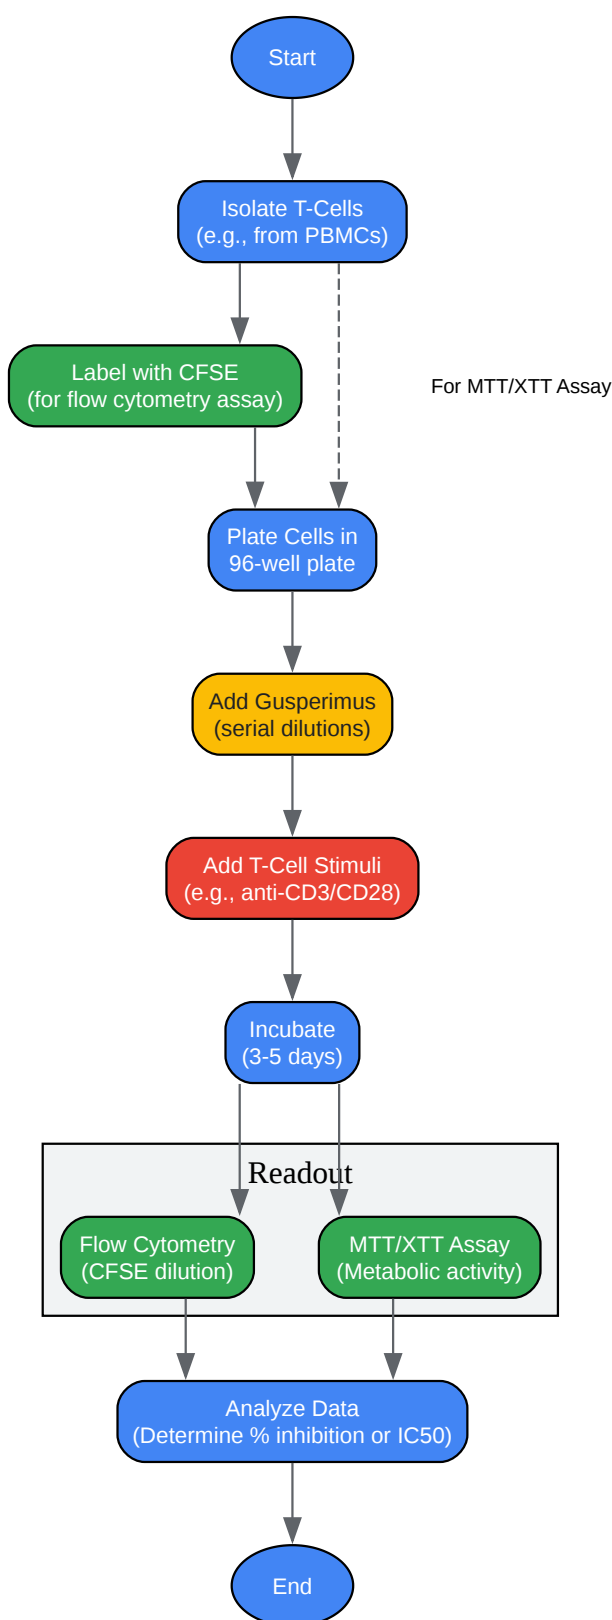 Start
Isolate T-Cells
(e.g., from PBMCs)
Label with CFSE
(for flow cytometry assay)
For MTT/XTT Assay
Plate Cells in
96-well plate
Add Gusperimus
(serial dilutions)
Add T-Cell Stimuli
(e.g., anti-CD3/CD28)
Incubate
(3-5 days)
Readout
Flow Cytometry
(CFSE dilution)
MTT/XTT Assay
(Metabolic activity)
Analyze Data
(Determine % inhibition or IC50)
End